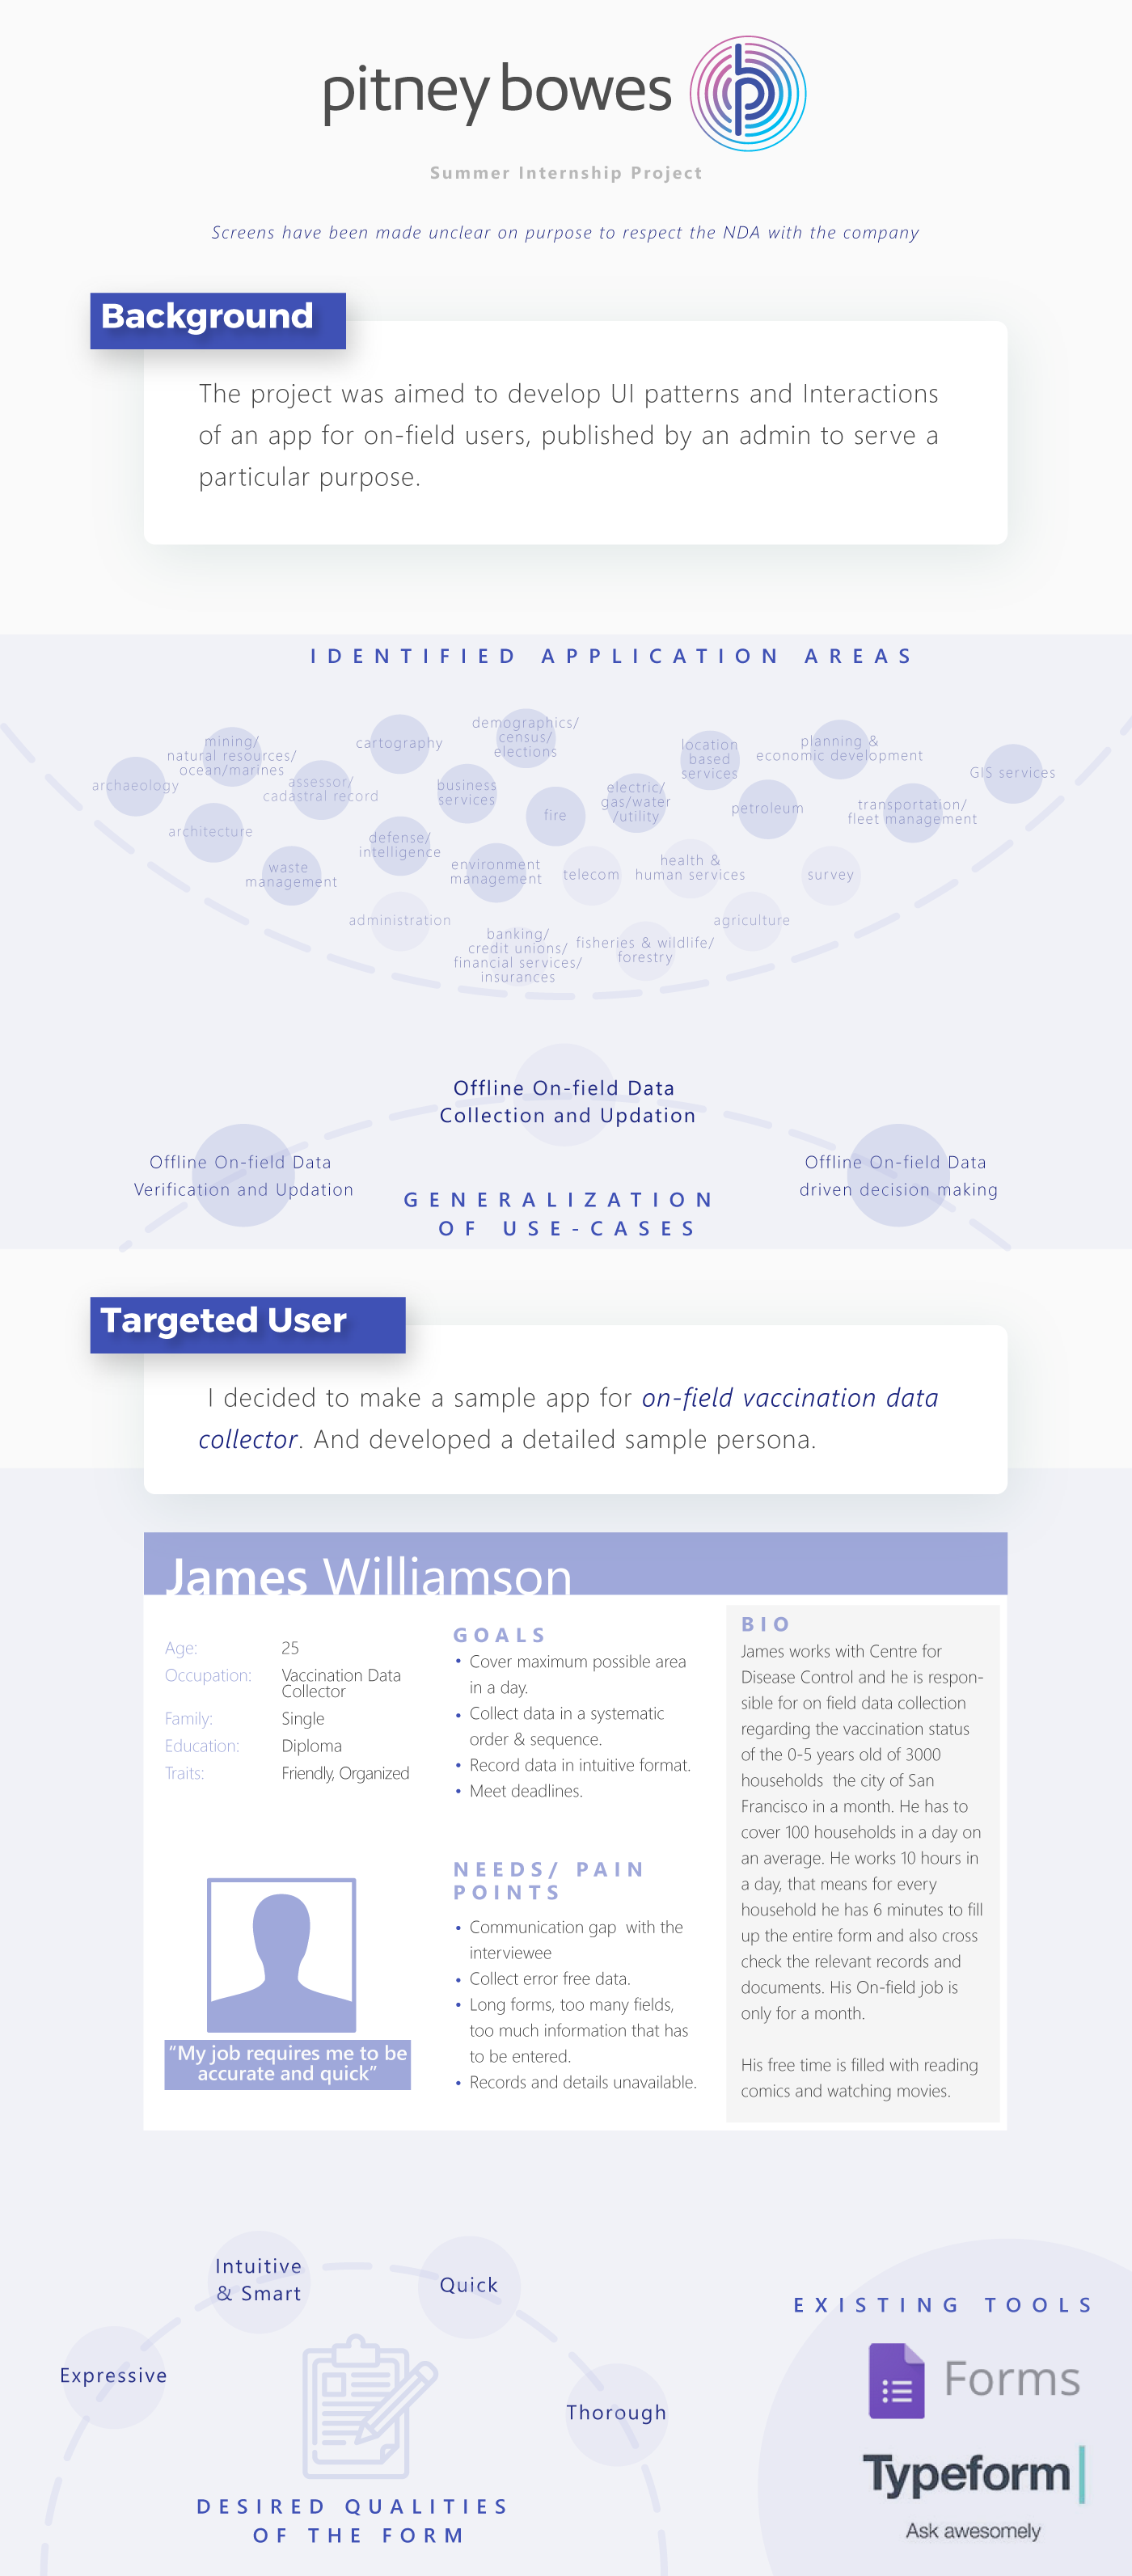 pitney bowes
Summer Internship Project
Screens have been made unclear on purpose to respect the NDA with the company
Background
The project was aimed to develop UI patterns and Interactions
of an app for on-field users, published by an admin to serve a
particular purpose.
IDENTIFIED APPLICATION AREAS
archaeology
mining/
natural resources/
ocean/marines
architecture
assessor/
cadastral record
waste
management
cartography
defense/
intelligence
administration
demographics/
census/
elections
business
services
fire
environment
management
telecom
banking/
credit unions/
financial services/
insurances
electric/
gas/water
/utility
location
based
services
petroleum
health &
human services
fisheries & wildlife/
forestry
agriculture
planning &
economic development
transportation/
fleet management
survey
GIS services
Offline On-field Data
Collection and Updation
Offline On-field Data
Verification and Updation
Offline On-field Data
driven decision making
GENERALIZATION
OF USE-CASES
Targeted User
I decided to make a sample app for on-field vaccination data
collector. And developed a detailed sample persona.
James Williamson
Age: 25
Occupation: Vaccination Data
Collector
Family: Single
Education: Diploma
Traits: Friendly, Organized
“My job requires me to be
accurate and quick”
GOALS
• Cover maximum possible area
in a day.
• Collect data in a systematic
order & sequence.
• Record data in intuitive format.
• Meet deadlines.
NEEDS/ PAIN
POINTS
• Communication gap with the
interviewee
• Collect error free data.
• Long forms, too many fields,
too much information that has
to be entered.
• Records and details unavailable.
BIO
James works with Centre for
Disease Control and he is respon-
sible for on field data collection
regarding the vaccination status
of the 0-5 years old of 3000
households the city of San
Francisco in a month. He has to
cover 100 households in a day on
an average. He works 10 hours in
a day, that means for every
household he has 6 minutes to fill
up the entire form and also cross
check the relevant records and
documents. His On-field job is
only for a month.
His free time is filled with reading
comics and watching movies.
Expressive
Intuitive
& Smart
Quick
Thorough
DESIRED QUALITIES
OF THE FORM
EXISTING TOOLS
Forms
Typeform
Ask awesomely